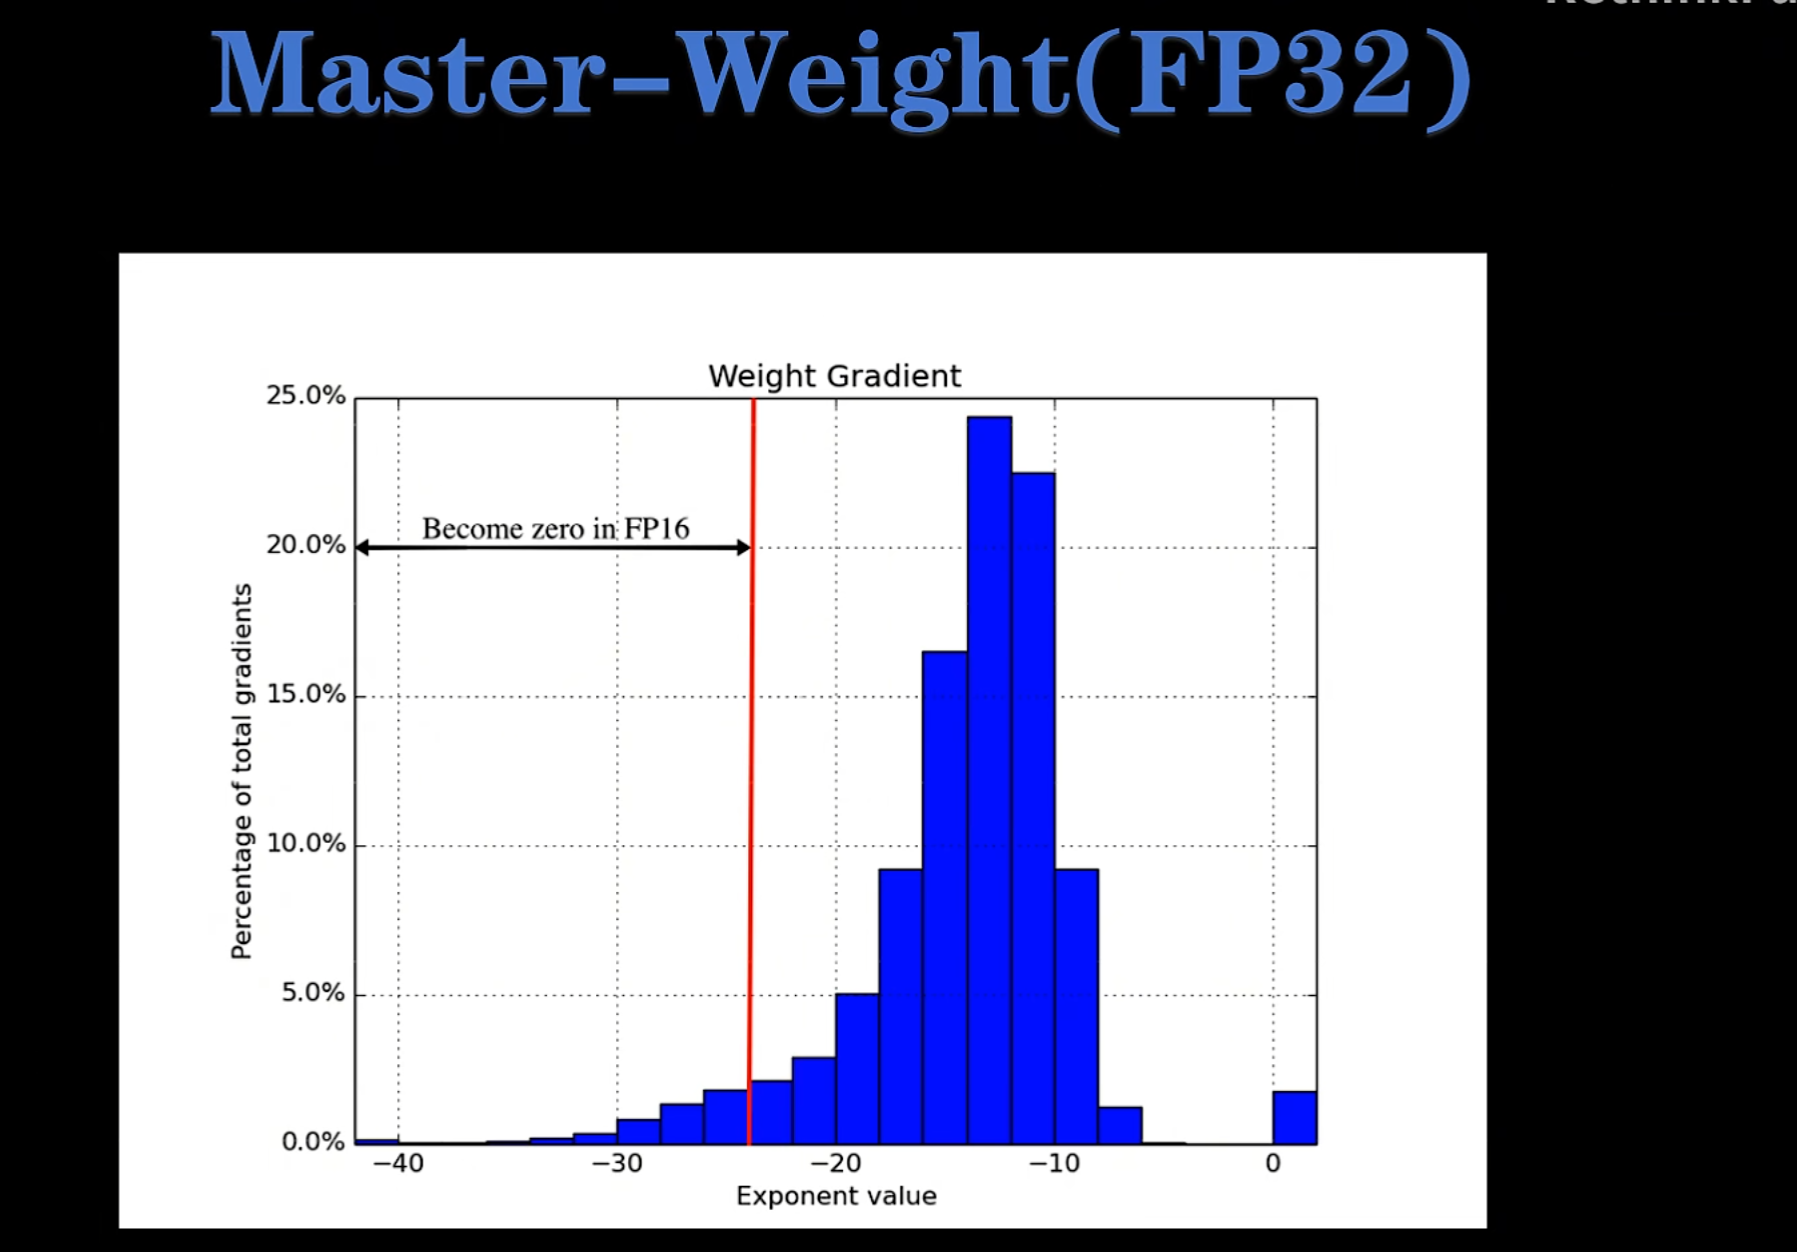 Master-Weight(FP32)
Weight Gradient
25.0%
Become zero in FP16
20.0%
15.0%
10.0%
5.0%
0.0%
Percentage of total gradients
−40 −30 −20 −10 0
Exponent value